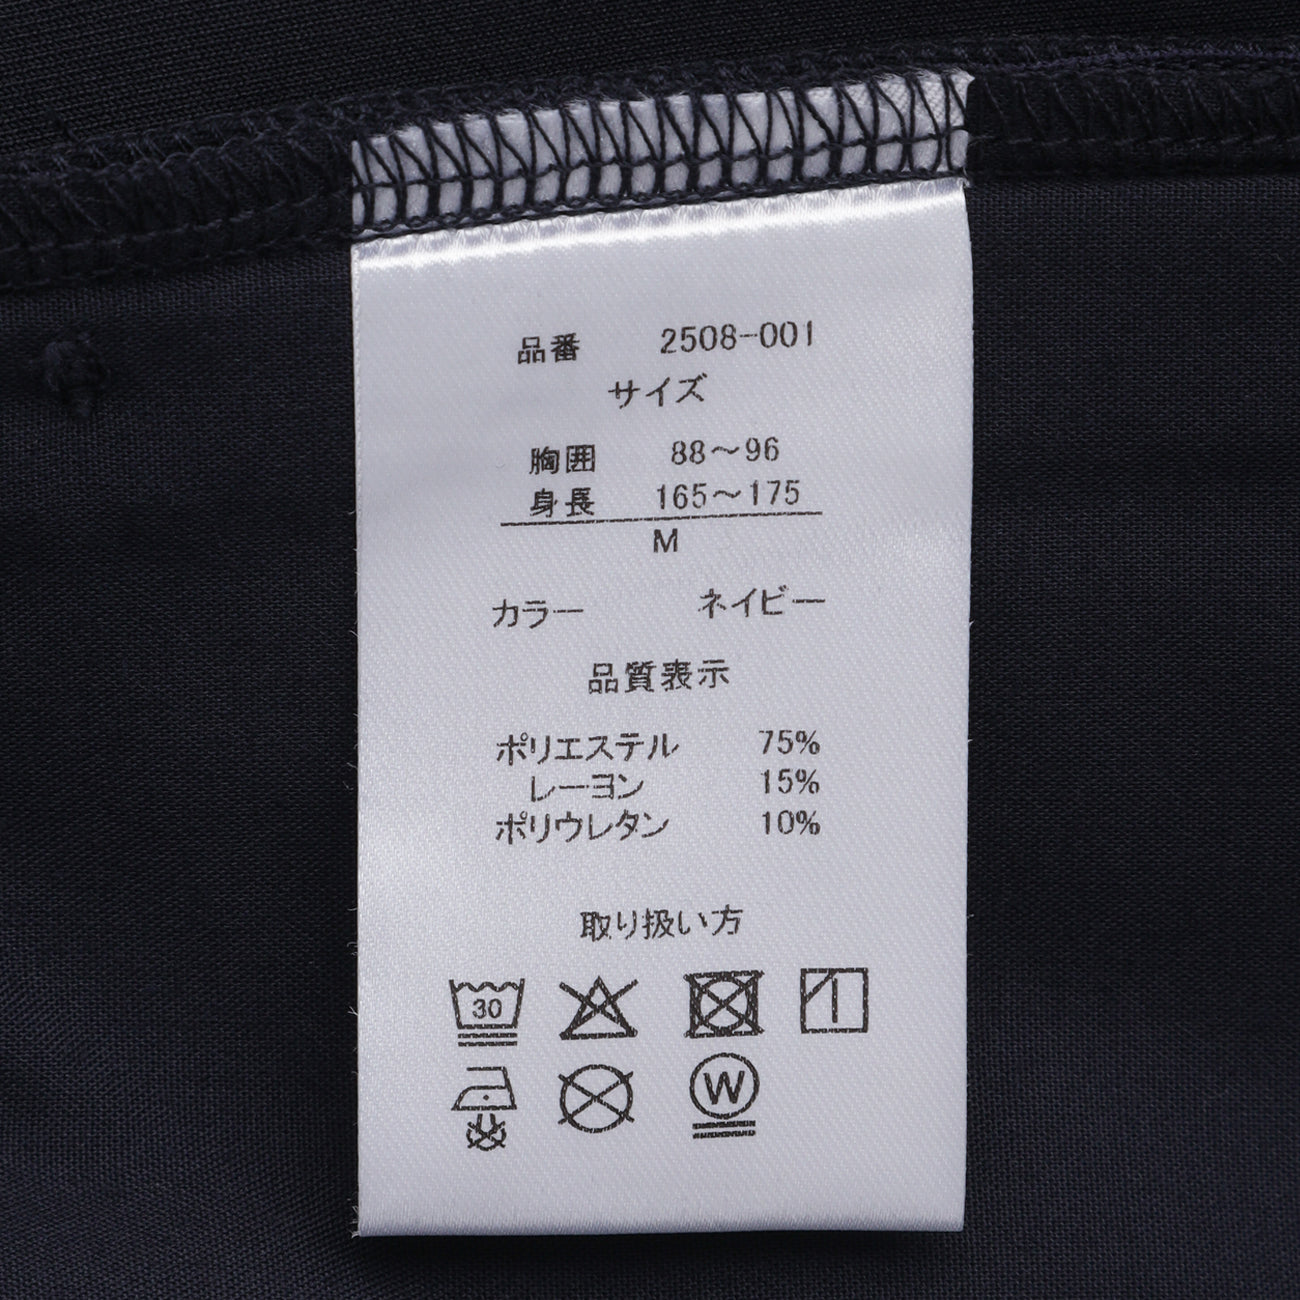 品番 2508-001
サイズ
胸囲 88～96
身長 165～175
M
カラー ネイビー
品質表示
ポリエステル 75%
レーヨン 15%
ポリウレタン 10%
取り扱い方
30
W